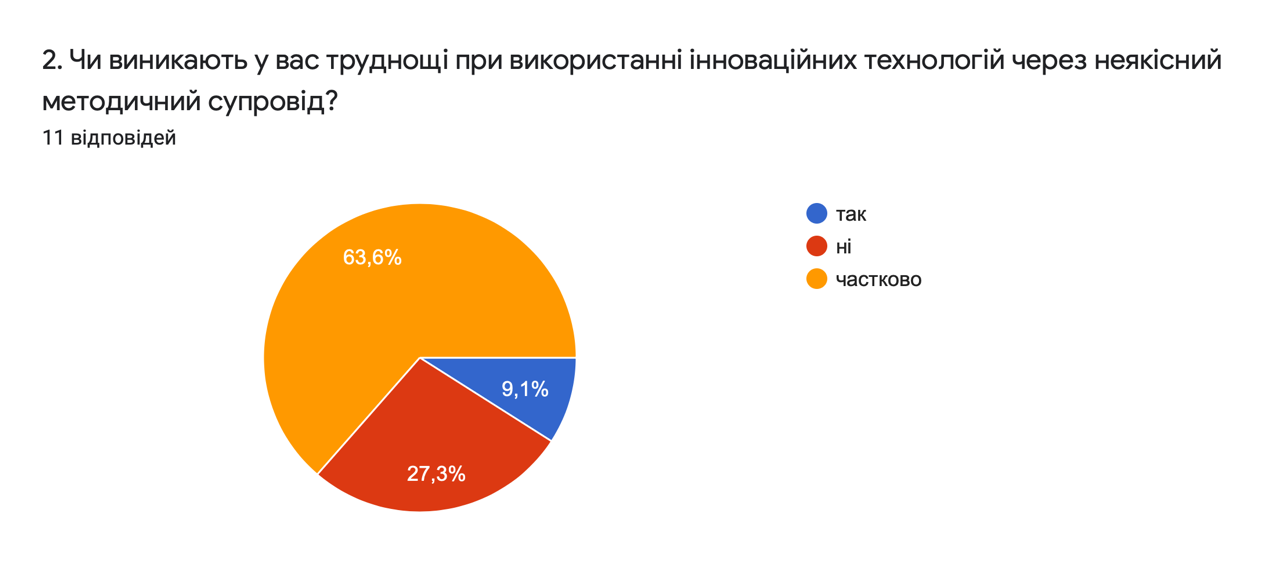 2. Чи виникають у вас труднощі при використанні інноваційних технологій через неякісний
методичний супровід?
11 відповідей
так
ні
частково
63,6%
9,1%
27,3%